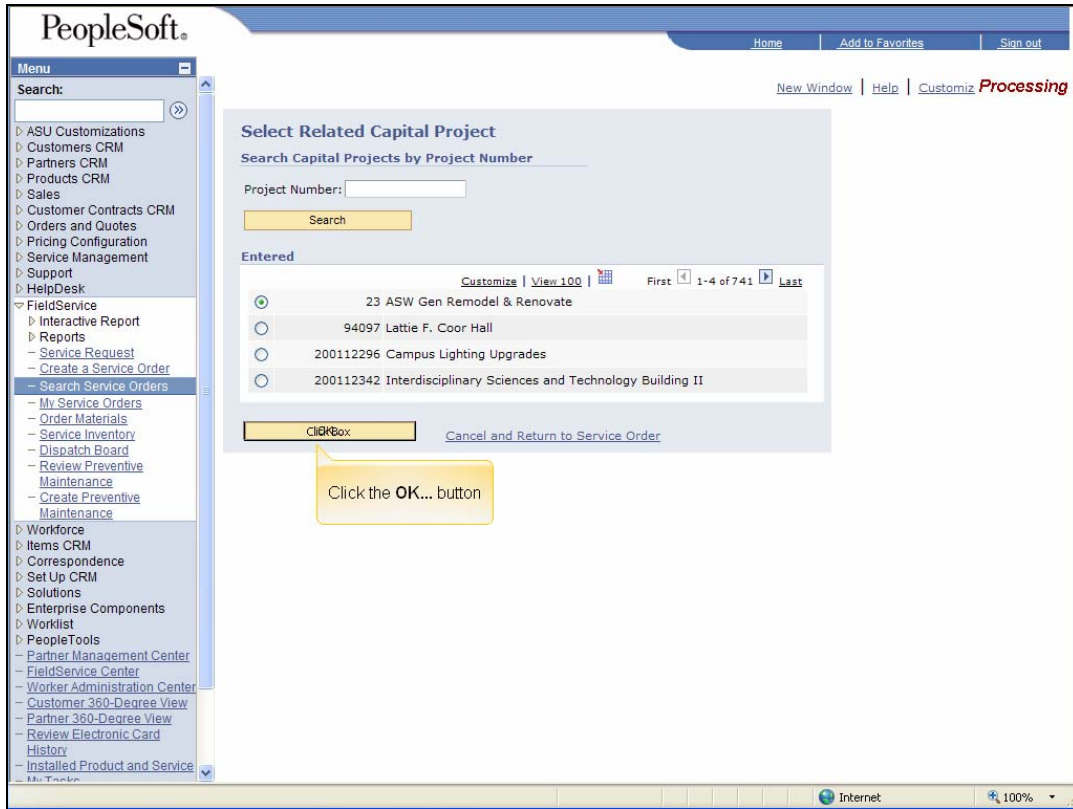 PeopleSoft.
Home Add to Favorites Sign out
Menu
Search:
ASU Customizations
Customers CRM
Partners CRM
Products CRM
Sales
Customer Contracts CRM
Orders and Quotes
Pricing Configuration
Service Management
Support
HelpDesk
FieldService
Interactive Report
Reports
Service Request
Create a Service Order
Search Service Orders
My Service Orders
Order Materials
Service Inventory
Dispatch Board
Review Preventive
Maintenance
Create Preventive
Maintenance
Workforce
Items CRM
Correspondence
Set Up CRM
Solutions
Enterprise Components
Worklist
PeopleTools
Partner Management Center
FieldService Center
Worker Administration Center
Customer 360-Degree View
Partner 360-Degree View
Review Electronic Card
History
Installed Product and Service
My Tasks
New Window | Help | Customiz Processing
Select Related Capital Project
Search Capital Projects by Project Number
Project Number:
Search
Entered
Customize | View 100 | First 1-4 of 741 Last
23 ASW Gen Remodel & Renovate
94097 Lattie F. Coor Hall
200112296 Campus Lighting Upgrades
200112342 Interdisciplinary Sciences and Technology Building II
Cancel and Return to Service Order
Click the OK... button
Internet 100%